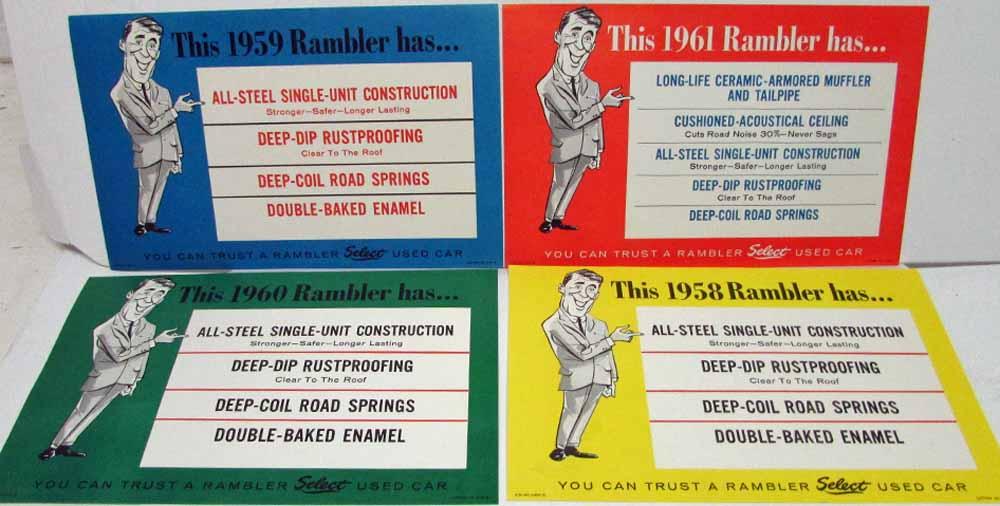 This 1959 Rambler has...
ALL-STEEL SINGLE-UNIT CONSTRUCTION
Stronger—Safer—Longer Lasting
DEEP-DIP RUSTPROOFING
Clear To The Roof
DEEP-COIL ROAD SPRINGS
DOUBLE-BAKED ENAMEL
YOU CAN TRUST A RAMBLER Select USED CAR
This 1961 Rambler has...
LONG-LIFE CERAMIC-ARMORED MUFFLER
AND TAILPIPE
CUSHIONED-ACOUSTICAL CEILING
Cuts Road Noise 30%—Never Sags
ALL-STEEL SINGLE-UNIT CONSTRUCTION
Stronger—Safer—Longer Lasting
DEEP-DIP RUSTPROOFING
Clear To The Roof
DEEP-COIL ROAD SPRINGS
YOU CAN TRUST A RAMBLER Select USED CAR
This 1960 Rambler has...
ALL-STEEL SINGLE-UNIT CONSTRUCTION
Stronger—Safer—Longer Lasting
DEEP-DIP RUSTPROOFING
Clear To The Roof
DEEP-COIL ROAD SPRINGS
DOUBLE-BAKED ENAMEL
YOU CAN TRUST A RAMBLER Select USED CAR
This 1958 Rambler has...
ALL-STEEL SINGLE-UNIT CONSTRUCTION
Stronger—Safer—Longer Lasting
DEEP-DIP RUSTPROOFING
Clear To The Roof
DEEP-COIL ROAD SPRINGS
DOUBLE-BAKED ENAMEL
YOU CAN TRUST A RAMBLER Select USED CAR